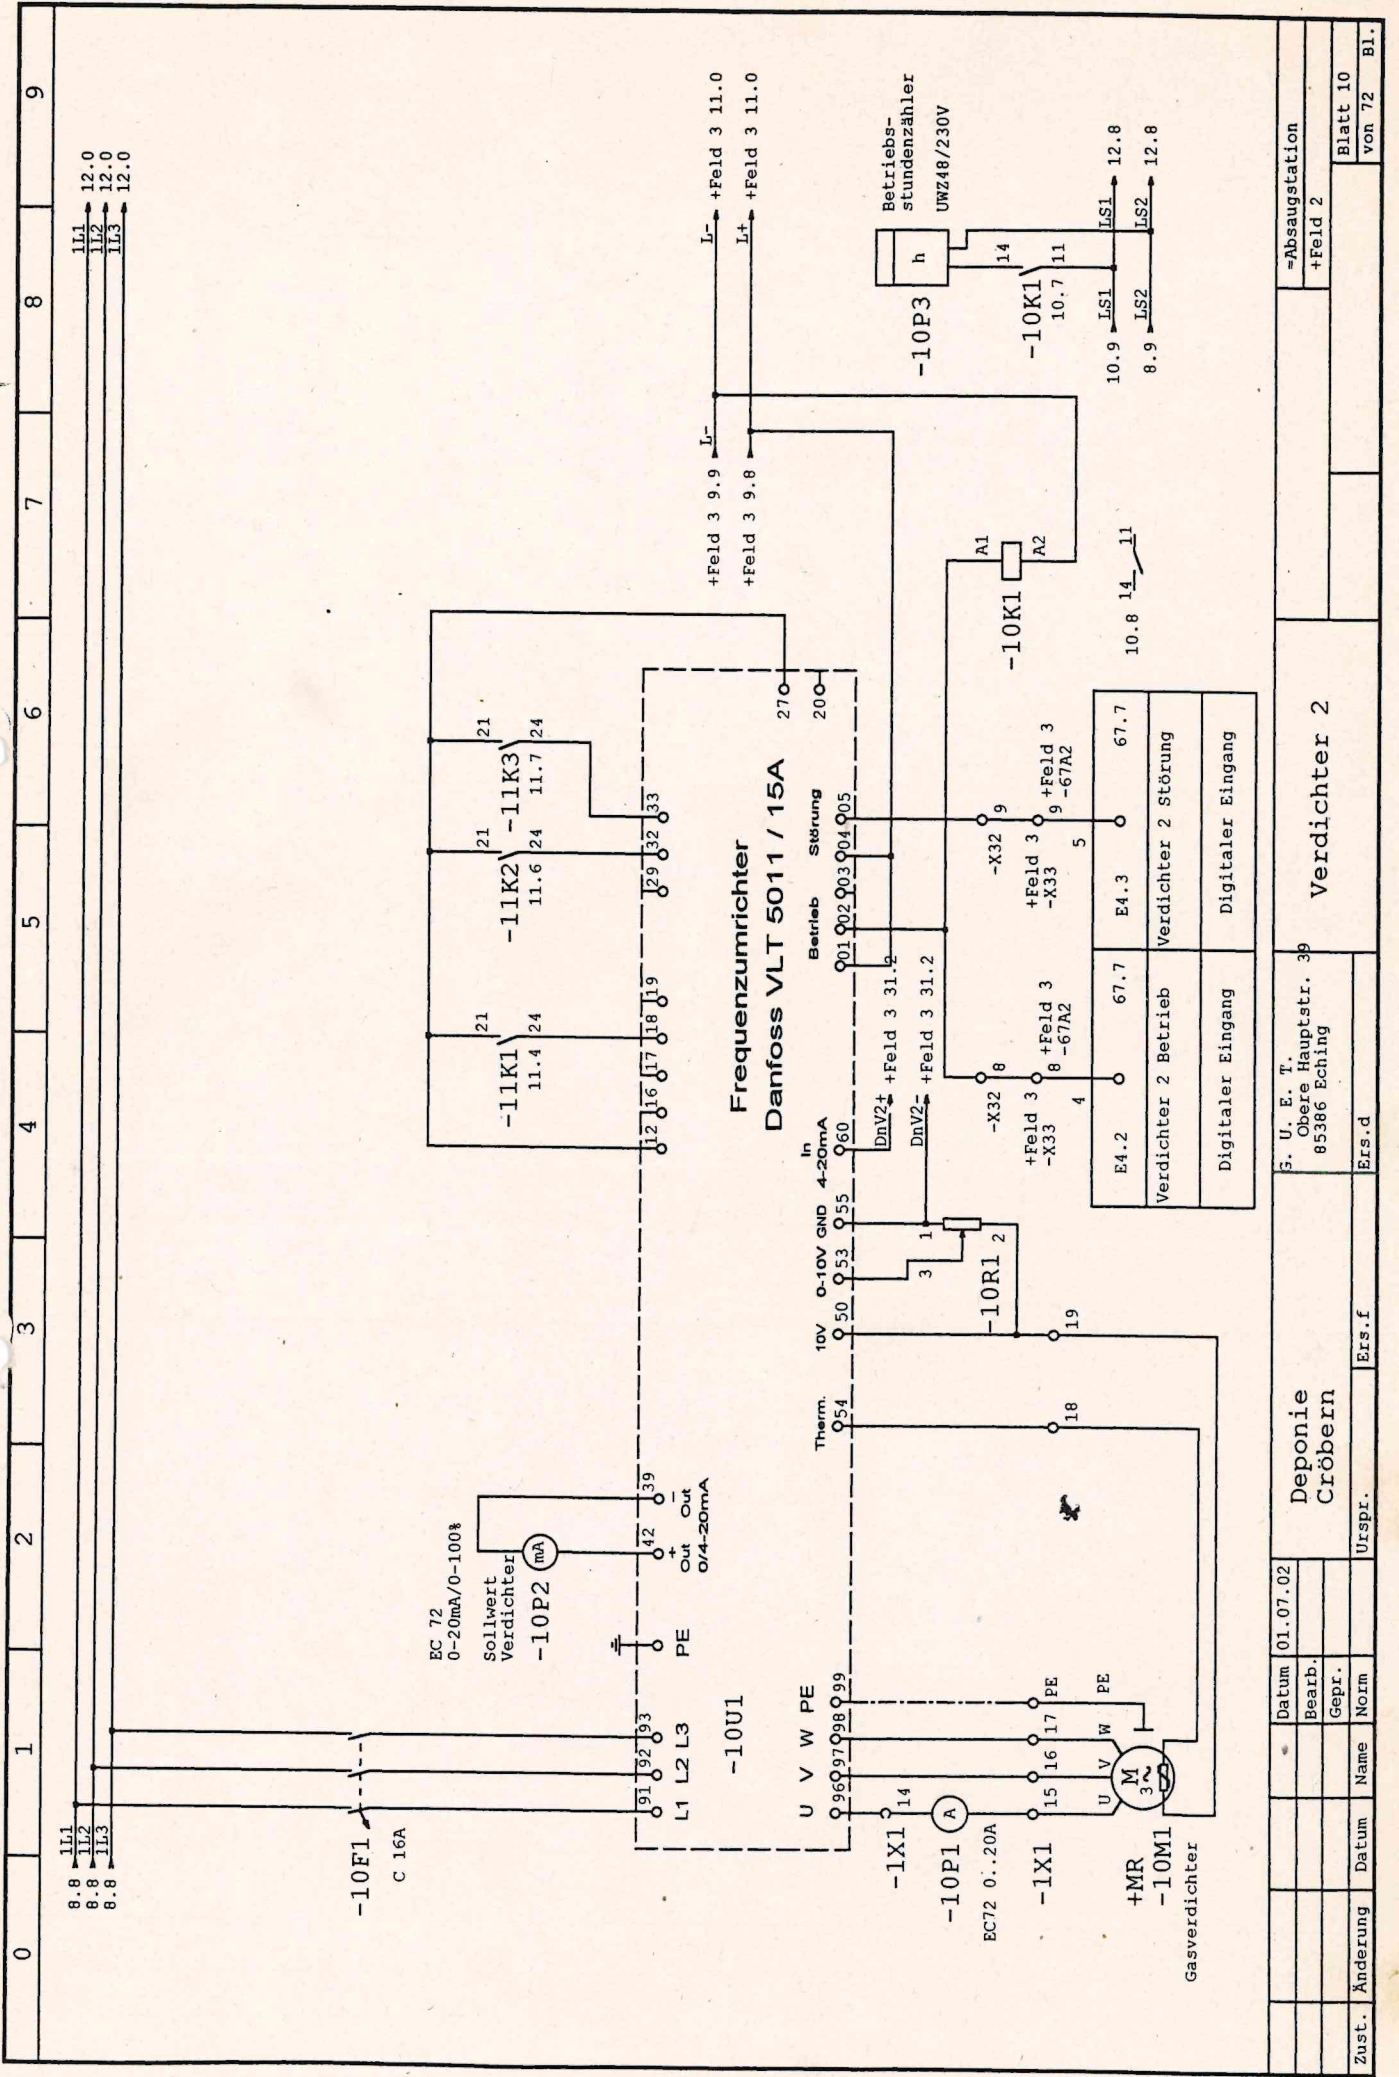 0 1 2 3 4 5 6 7 8 9
8.8 1L1
8.8 1L2
8.8 1L3
1L1 12.0
1L2 12.0
1L3 12.0
-10F1
C 16A
EC 72
0-20mA/0-100%
Sollwert
Verdichter
-10P2 mA
-11K1
11.4
21
24
-11K2
11.6
21
24
-11K3
11.7
21
24
91 92 93
L1 L2 L3
PE
42 39
+ -
Out Out
0/4-20mA
12 16 17 18 19 29 32 33
-10U1
Frequenzumrichter
Danfoss VLT 5011 / 15A
27
20
U V W PE
96 97 98 99
Therm.
54
10V 0-10V GND
50 53 55
In
4-20mA
60
Betrieb Störung
01 02 03 04 05
+Feld 3 9.9 L-
+Feld 3 9.8
L- +Feld 3 11.0
L+ +Feld 3 11.0
DnV2+ +Feld 3 31.2
DnV2- +Feld 3 31.2
-1X1 14
-10P1 A
EC72 0..20A
-1X1 15 16 17 PE
U V W PE
+MR
-10M1
M
3~
Gasverdichter
18
19
-10R1
1
2
3
-X32 8
+Feld 3
-X33
8 +Feld 3
-67A2
4
-X32 9
+Feld 3
-X33
9 +Feld 3
-67A2
5
E4.2 67.7 E4.3 67.7
Verdichter 2 Betrieb Verdichter 2 Störung
Digitaler Eingang Digitaler Eingang
-10K1
A1
A2
10.8 14 11
-10P3
h
Betriebs-
stundenzähler
UWZ48/230V
-10K1
10.7
14
11
10.9 LS1 LS1 12.8
8.9 LS2 LS2 12.8
Zust. Änderung Datum Name Norm
Datum 01.07.02
Bearb.
Gepr.
Urspr. Ers.f Ers.d
Deponie
Cröbern
G. U. E. T.
Obere Hauptstr. 39
85386 Eching
Verdichter 2
=Absaugstation
+Feld 2
Blatt 10
von 72 Bl.